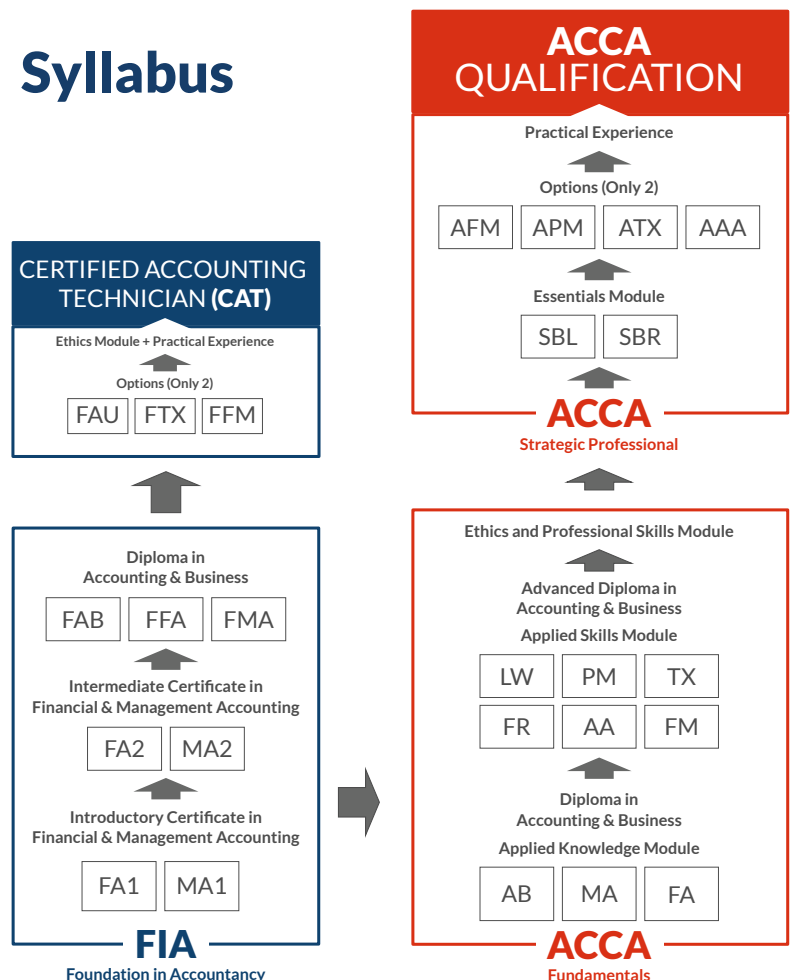 Syllabus
CERTIFIED ACCOUNTING
TECHNICIAN (CAT)
Ethics Module + Practical Experience
Options (Only 2)
FAU FTX FFM
Diploma in
Accounting & Business
FAB FFA FMA
Intermediate Certificate in
Financial & Management Accounting
FA2 MA2
Introductory Certificate in
Financial & Management Accounting
FA1 MA1
FIA
Foundation in Accountancy
ACCA
QUALIFICATION
Practical Experience
Options (Only 2)
AFM APM ATX AAA
Essentials Module
SBL SBR
ACCA
Strategic Professional
Ethics and Professional Skills Module
Advanced Diploma in
Accounting & Business
Applied Skills Module
LW PM TX
FR AA FM
Diploma in
Accounting & Business
Applied Knowledge Module
AB MA FA
ACCA
Fundamentals